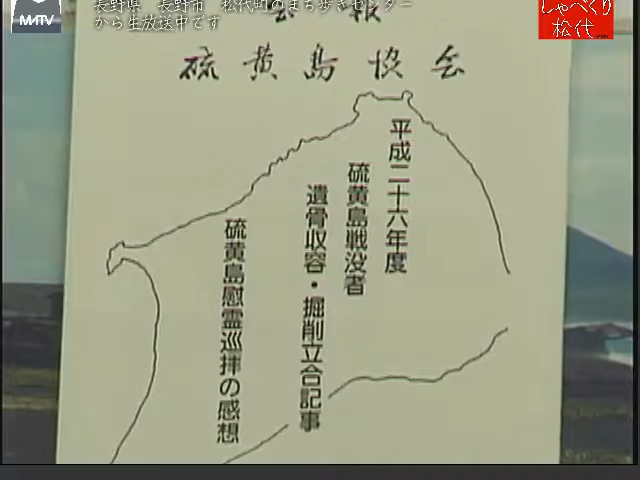 MATV
長野県　長野市　松代町のまち歩きセンター
から生放送中です
しゃべくり
松代
会報
硫黄島協会
平成二十六年度
硫黄島戦没者
遺骨収容・掘削立合記事
硫黄島慰霊巡拝の感想